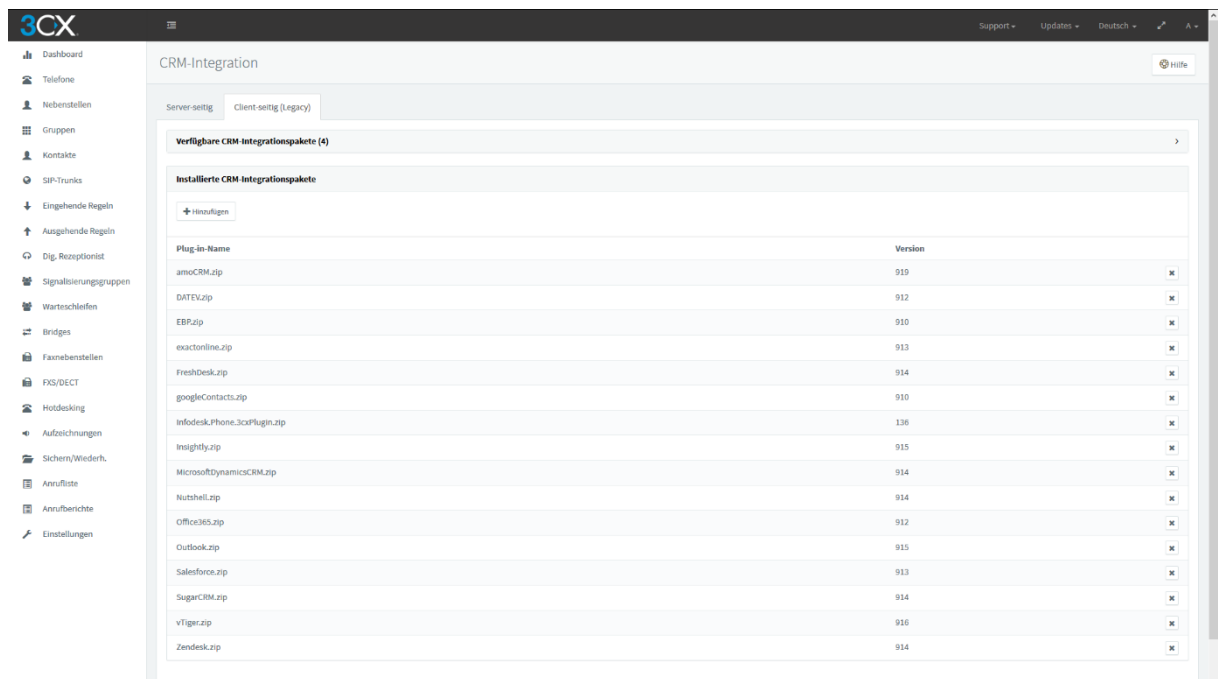 3CX
Support Updates Deutsch A
Dashboard
Telefone
Nebenstellen
Gruppen
Kontakte
SIP-Trunks
Eingehende Regeln
Ausgehende Regeln
Dig. Rezeptionist
Signalisierungsgruppen
Warteschleifen
Bridges
Faxnebenstellen
FXS/DECT
Hotdesking
Aufzeichnungen
Sichern/Wiederh.
Anrufliste
Anrufberichte
Einstellungen
CRM-Integration
Hilfe
Server-seitig Client-seitig (Legacy)
Verfügbare CRM-Integrationspakete (4)
Installierte CRM-Integrationspakete
Hinzufügen
Plug-in-Name Version
amoCRM.zip 919
DATEV.zip 912
EBP.zip 910
exactonline.zip 913
FreshDesk.zip 914
googleContacts.zip 910
Infodesk.Phone.3cxPlugIn.zip 136
Insightly.zip 915
MicrosoftDynamicsCRM.zip 914
Nutshell.zip 914
Office365.zip 912
Outlook.zip 915
Salesforce.zip 913
SugarCRM.zip 914
vTiger.zip 916
Zendesk.zip 914